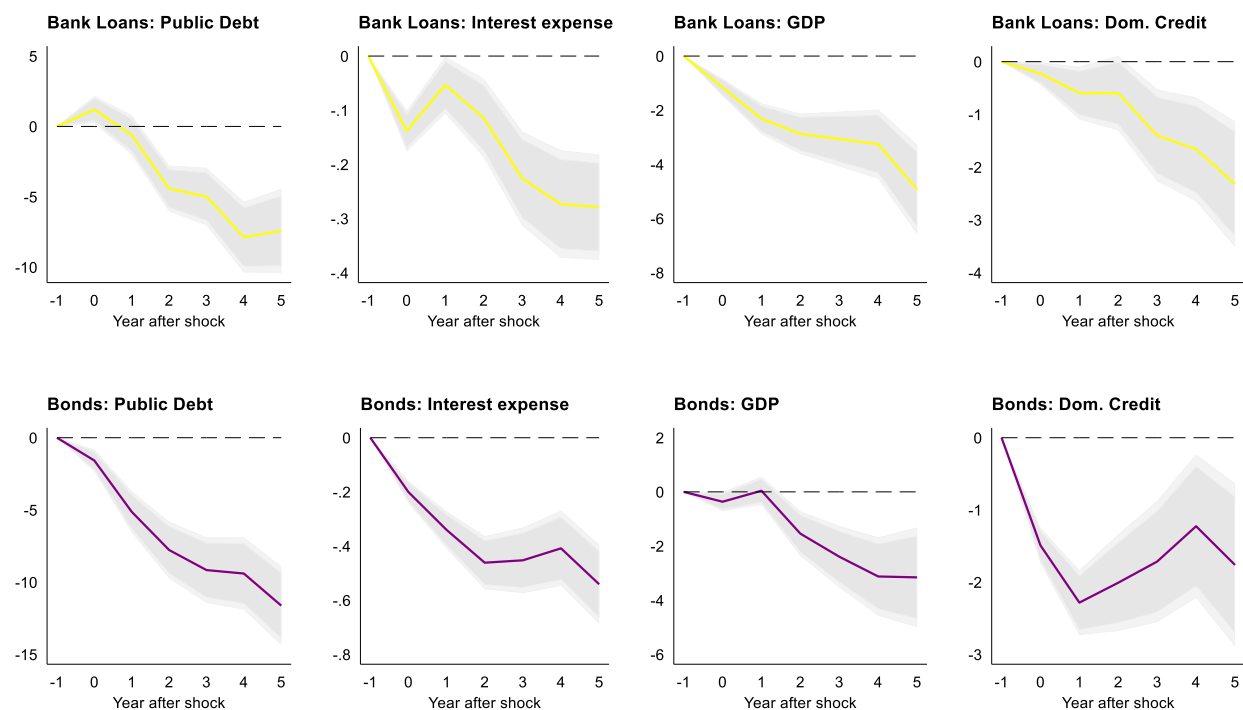 Bank Loans: Public Debt
5
0
-5
-10
-1 0 1 2 3 4 5
Year after shock
Bank Loans: Interest expense
0
-.1
-.2
-.3
-.4
-1 0 1 2 3 4 5
Year after shock
Bank Loans: GDP
0
-2
-4
-6
-8
-1 0 1 2 3 4 5
Year after shock
Bank Loans: Dom. Credit
0
-1
-2
-3
-4
-1 0 1 2 3 4 5
Year after shock
Bonds: Public Debt
0
-5
-10
-15
-1 0 1 2 3 4 5
Year after shock
Bonds: Interest expense
0
-.2
-.4
-.6
-.8
-1 0 1 2 3 4 5
Year after shock
Bonds: GDP
2
0
-2
-4
-6
-1 0 1 2 3 4 5
Year after shock
Bonds: Dom. Credit
0
-1
-2
-3
-1 0 1 2 3 4 5
Year after shock